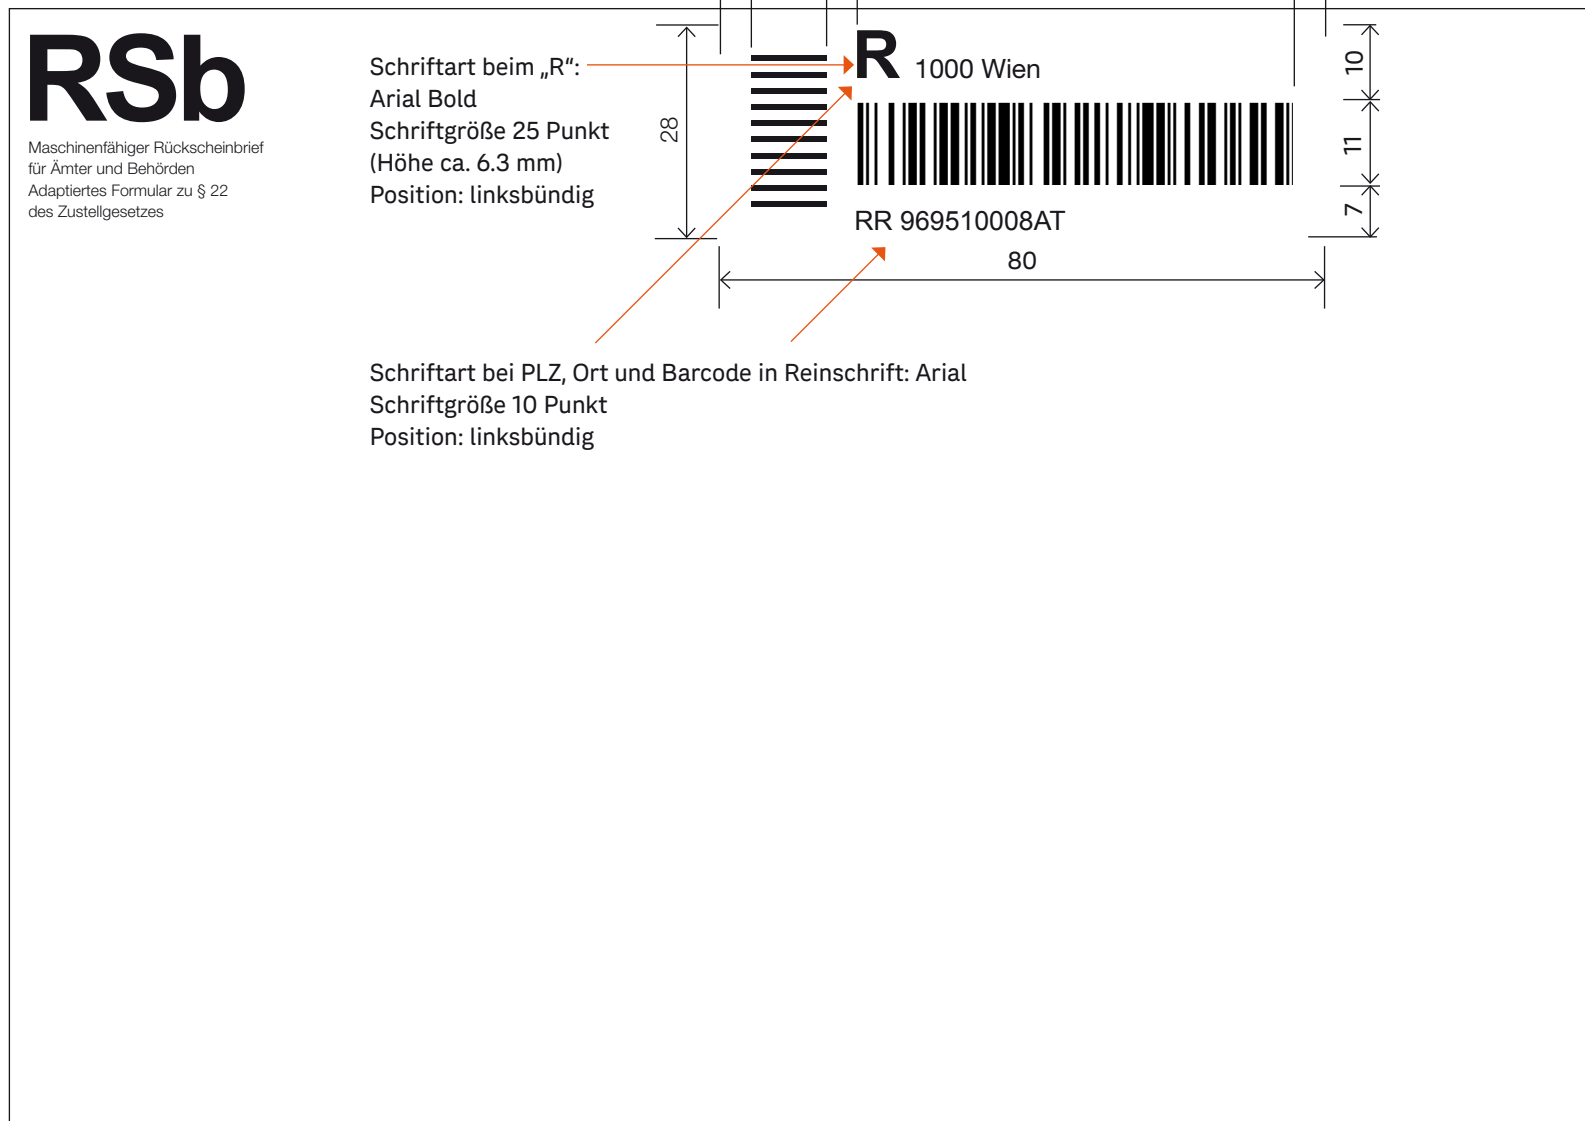 RSb
Maschinenfähiger Rückscheinbrief
für Ämter und Behörden
Adaptiertes Formular zu § 22
des Zustellgesetzes
Schriftart beim „R“:
Arial Bold
Schriftgröße 25 Punkt
(Höhe ca. 6.3 mm)
Position: linksbündig
28
R 1000 Wien
RR 969510008AT
10
11
7
80
Schriftart bei PLZ, Ort und Barcode in Reinschrift: Arial
Schriftgröße 10 Punkt
Position: linksbündig